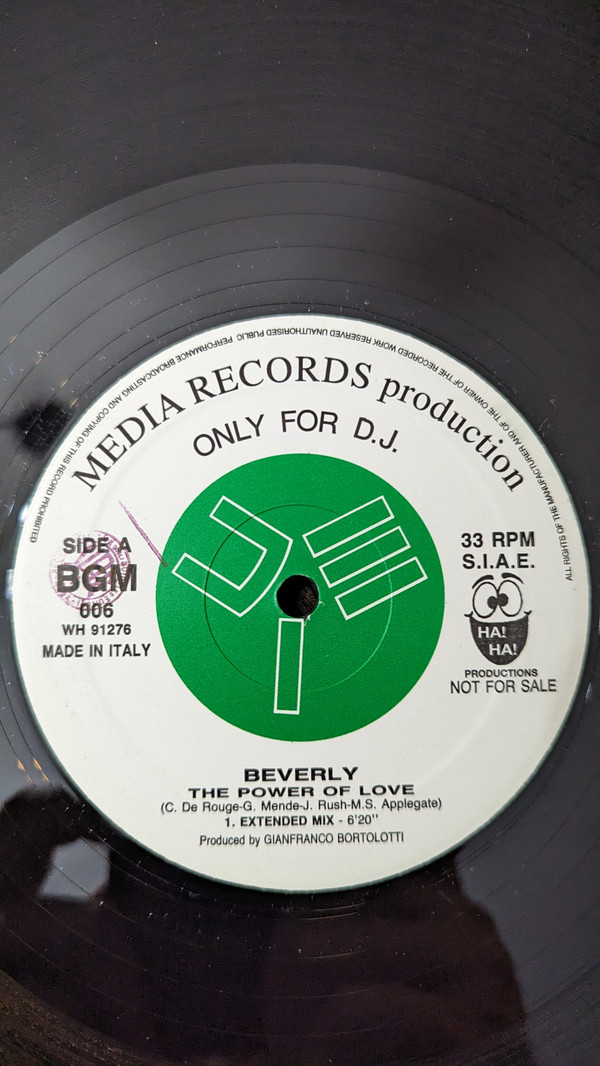 ALL RIGHTS OF THE MANUFACTURER AND OF THE OWNER OF THE RECORDED WORK RESERVED UNAUTHORISED PUBLIC PERFORMANCE BROADCASTING AND COPYING OF THIS RECORD PROHIBITED
MEDIA RECORDS production
ONLY FOR D.J.
SIDE A
BGM
006
WH 91276
MADE IN ITALY
33 RPM
S.I.A.E.
HA!
HA!
PRODUCTIONS
NOT FOR SALE
BEVERLY
THE POWER OF LOVE
(C. De Rouge-G. Mende-J. Rush-M.S. Applegate)
1. EXTENDED MIX - 6'20''
Produced by GIANFRANCO BORTOLOTTI